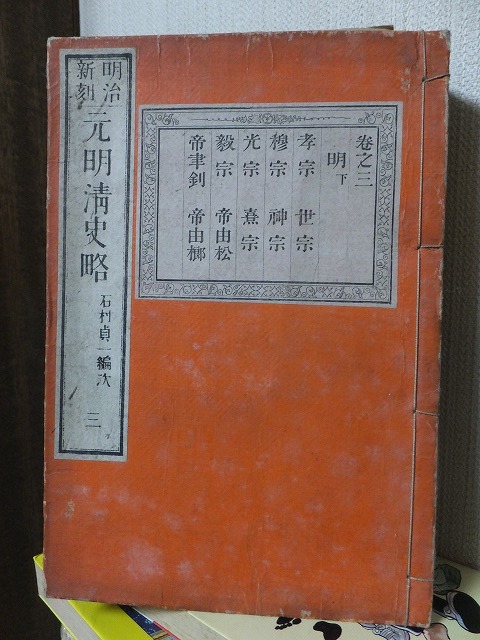 明治
新刻
元明清史略
石村貞一編次
三
卷之三
明下
孝宗 世宗
穆宗 神宗
光宗 熹宗
毅宗 帝由松
帝聿釗 帝由榔